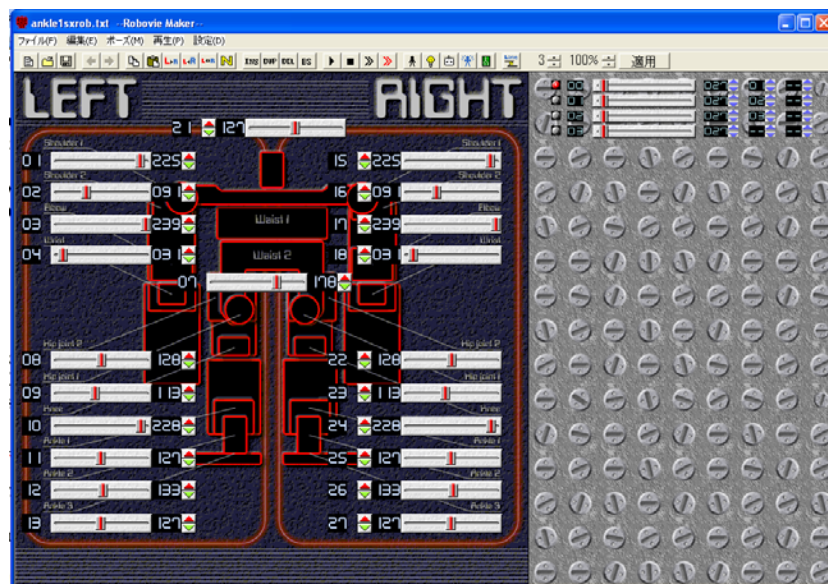 ankle1sxrob.txt --Robovie Maker--
ファイル(F) 編集(E) ポーズ(M) 再生(P) 設定(D)
INS DUP DEL ES 3 100% 適用
LEFT RIGHT
21 127
Shoulder 1 Shoulder 1
01 225 15 225
Shoulder 2 Shoulder 2
02 091 16 091
Elbow Elbow
03 239 17 239
Waist 1
Wrist Wrist
04 031 18 031
Waist 2
07 178
Hip joint 2 Hip joint 2
08 128 22 128
Hip joint 1 Hip joint 1
09 113 23 113
Knee Knee
10 228 24 228
Ankle 1 Ankle 1
11 127 25 127
Ankle 2 Ankle 2
12 133 26 133
Ankle 3 Ankle 3
13 127 27 127